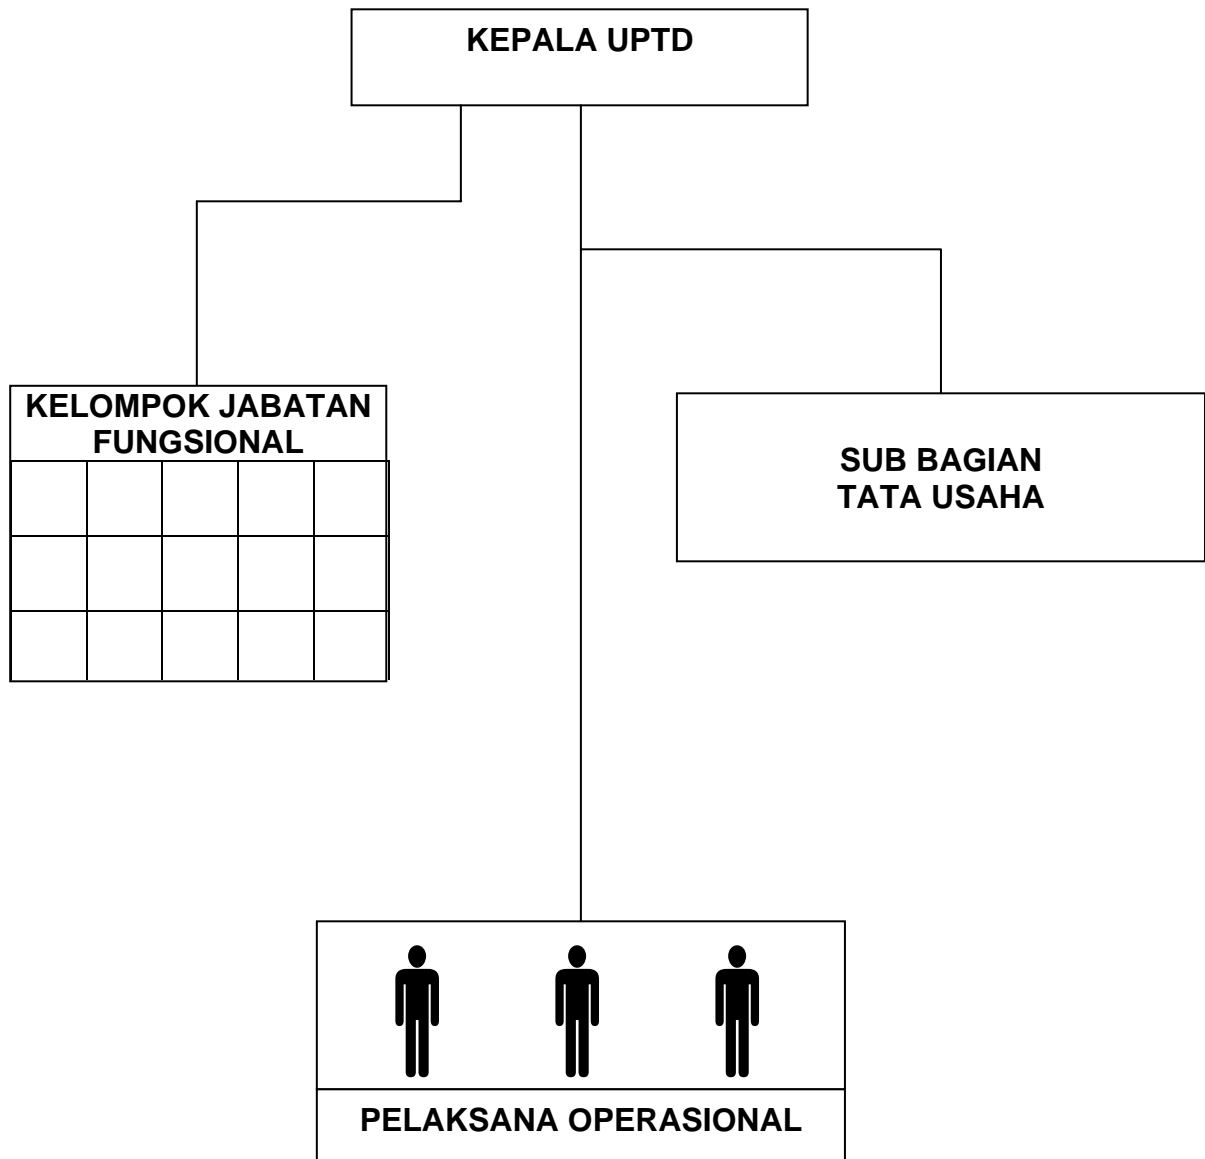 KEPALA UPTD
KELOMPOK JABATAN
FUNGSIONAL
SUB BAGIAN
TATA USAHA
PELAKSANA OPERASIONAL